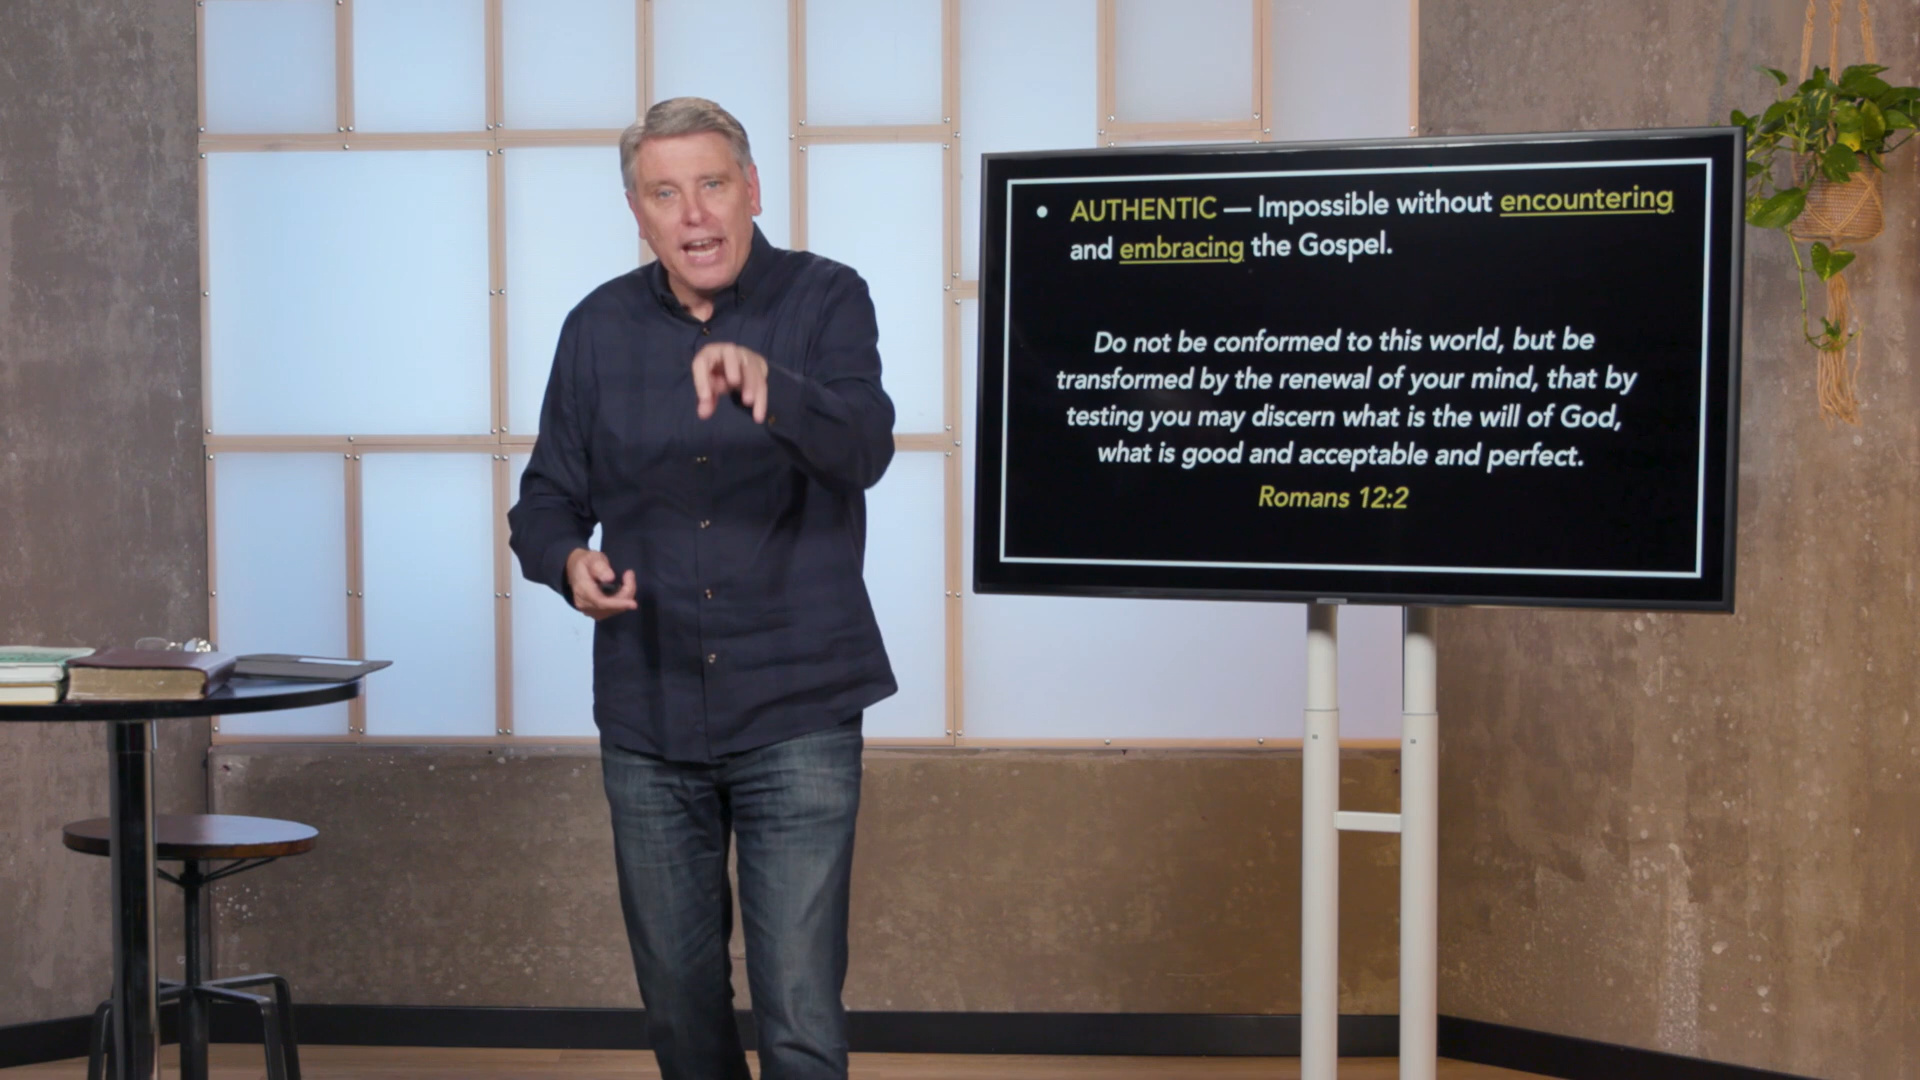 • AUTHENTIC — Impossible without encountering
and embracing the Gospel.
Do not be conformed to this world, but be
transformed by the renewal of your mind, that by
testing you may discern what is the will of God,
what is good and acceptable and perfect.
Romans 12:2